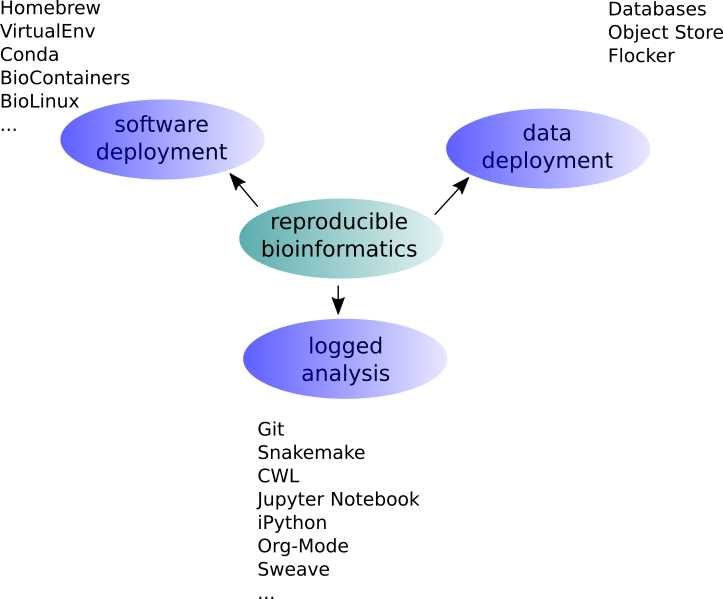 Homebrew
VirtualEnv
Conda
BioContainers
BioLinux
...
Databases
Object Store
Flocker
software
deployment
data
deployment
reproducible
bioinformatics
logged
analysis
Git
Snakemake
CWL
Jupyter Notebook
iPython
Org-Mode
Sweave
...